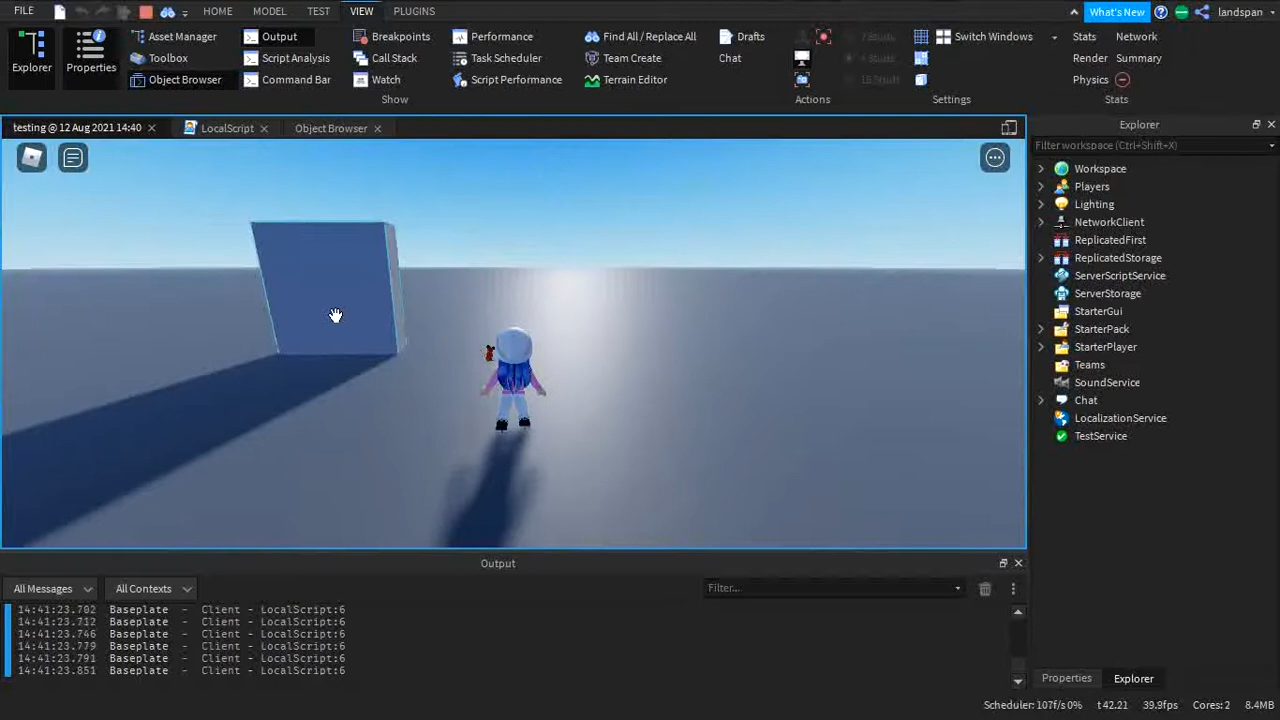 FILE HOME MODEL TEST VIEW PLUGINS What's New landspan
Explorer
Properties
Asset Manager
Toolbox
Object Browser
Output
Script Analysis
Command Bar
Breakpoints
Call Stack
Watch
Show
Performance
Task Scheduler
Script Performance
Find All / Replace All
Team Create
Terrain Editor
Drafts
Chat
Actions
Switch Windows
Settings
Stats Network
Render Summary
Physics
Stats
testing @ 12 Aug 2021 14:40 LocalScript Object Browser
Explorer
Filter workspace (Ctrl+Shift+X)
Workspace
Players
Lighting
NetworkClient
ReplicatedFirst
ReplicatedStorage
ServerScriptService
ServerStorage
StarterGui
StarterPack
StarterPlayer
Teams
SoundService
Chat
LocalizationService
TestService
Output
All Messages All Contexts Filter...
14:41:23.702 Baseplate - Client - LocalScript:6
14:41:23.712 Baseplate - Client - LocalScript:6
14:41:23.746 Baseplate - Client - LocalScript:6
14:41:23.779 Baseplate - Client - LocalScript:6
14:41:23.791 Baseplate - Client - LocalScript:6
14:41:23.851 Baseplate - Client - LocalScript:6
Properties Explorer
Scheduler: 107f/s 0% t 42.21 39.9fps Cores: 2 8.4MB